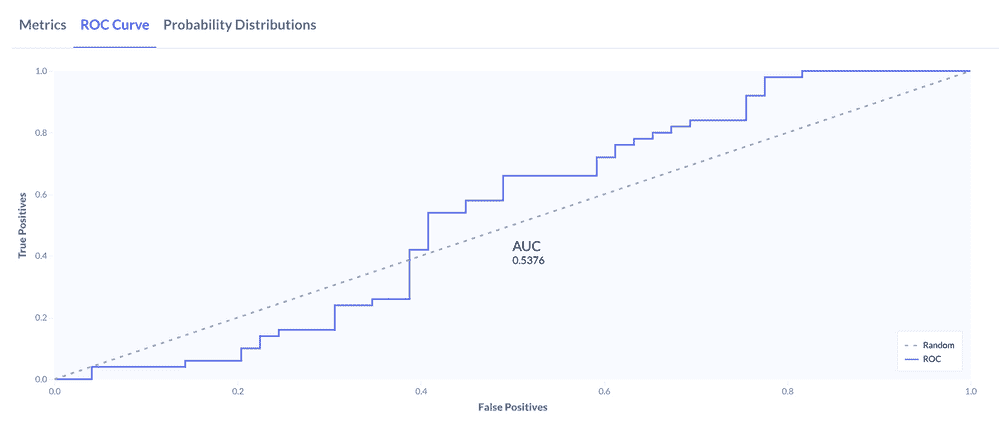 Metrics ROC Curve Probability Distributions
1.0
0.8
0.6
0.4
0.2
0.0
True Positives
AUC
0.5376
Random
ROC
0.0 0.2 0.4 0.6 0.8 1.0
False Positives